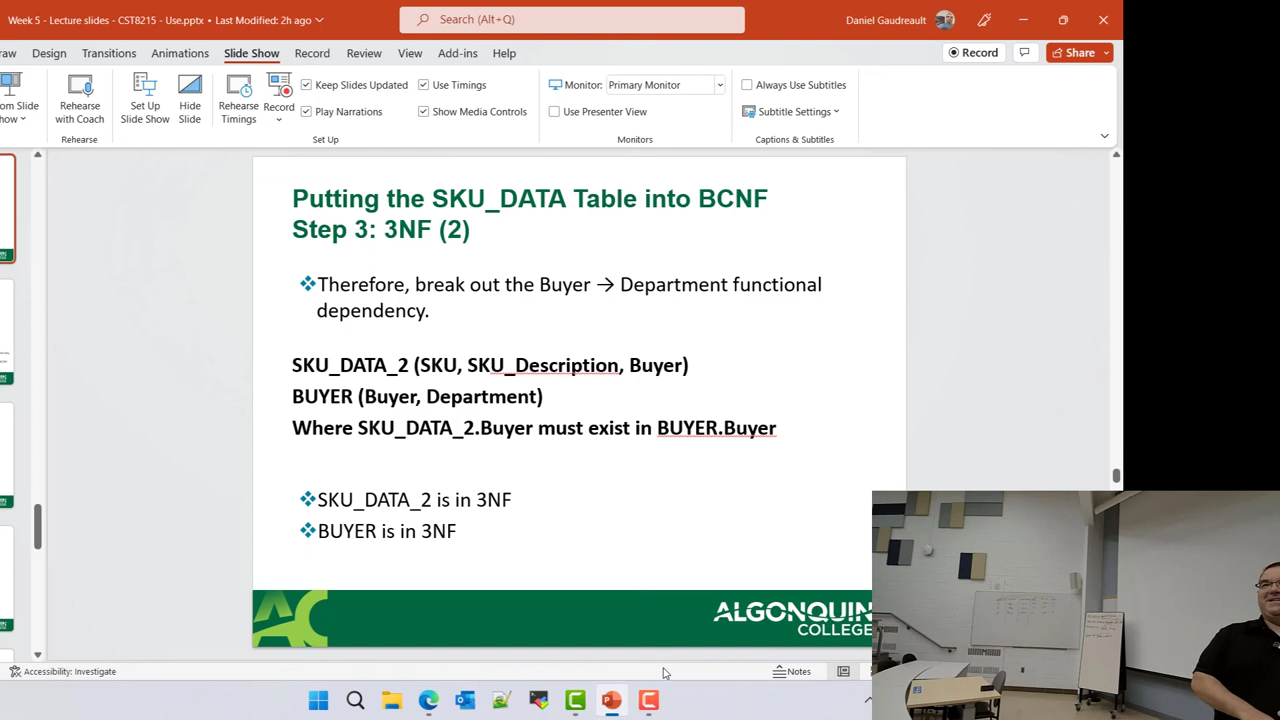 Week 5 - Lecture slides - CST8215 - Use.pptx • Last Modified: 2h ago
Search (Alt+Q)
Daniel Gaudreault
raw Design Transitions Animations Slide Show Record Review View Add-ins Help
Record
Share
om Slide
how
Rehearse
with Coach
Set Up
Slide Show
Hide
Slide
Rehearse
Timings
Record
Keep Slides Updated
Play Narrations
Use Timings
Show Media Controls
Monitor: Primary Monitor
Use Presenter View
Always Use Subtitles
Subtitle Settings
Rehearse
Set Up
Monitors
Captions & Subtitles
Putting the SKU_DATA Table into BCNF
Step 3: 3NF (2)
❖Therefore, break out the Buyer → Department functional
dependency.
SKU_DATA_2 (SKU, SKU_Description, Buyer)
BUYER (Buyer, Department)
Where SKU_DATA_2.Buyer must exist in BUYER.Buyer
❖SKU_DATA_2 is in 3NF
❖BUYER is in 3NF
AC
ALGONQUIN
COLLEGE
Accessibility: Investigate
Notes